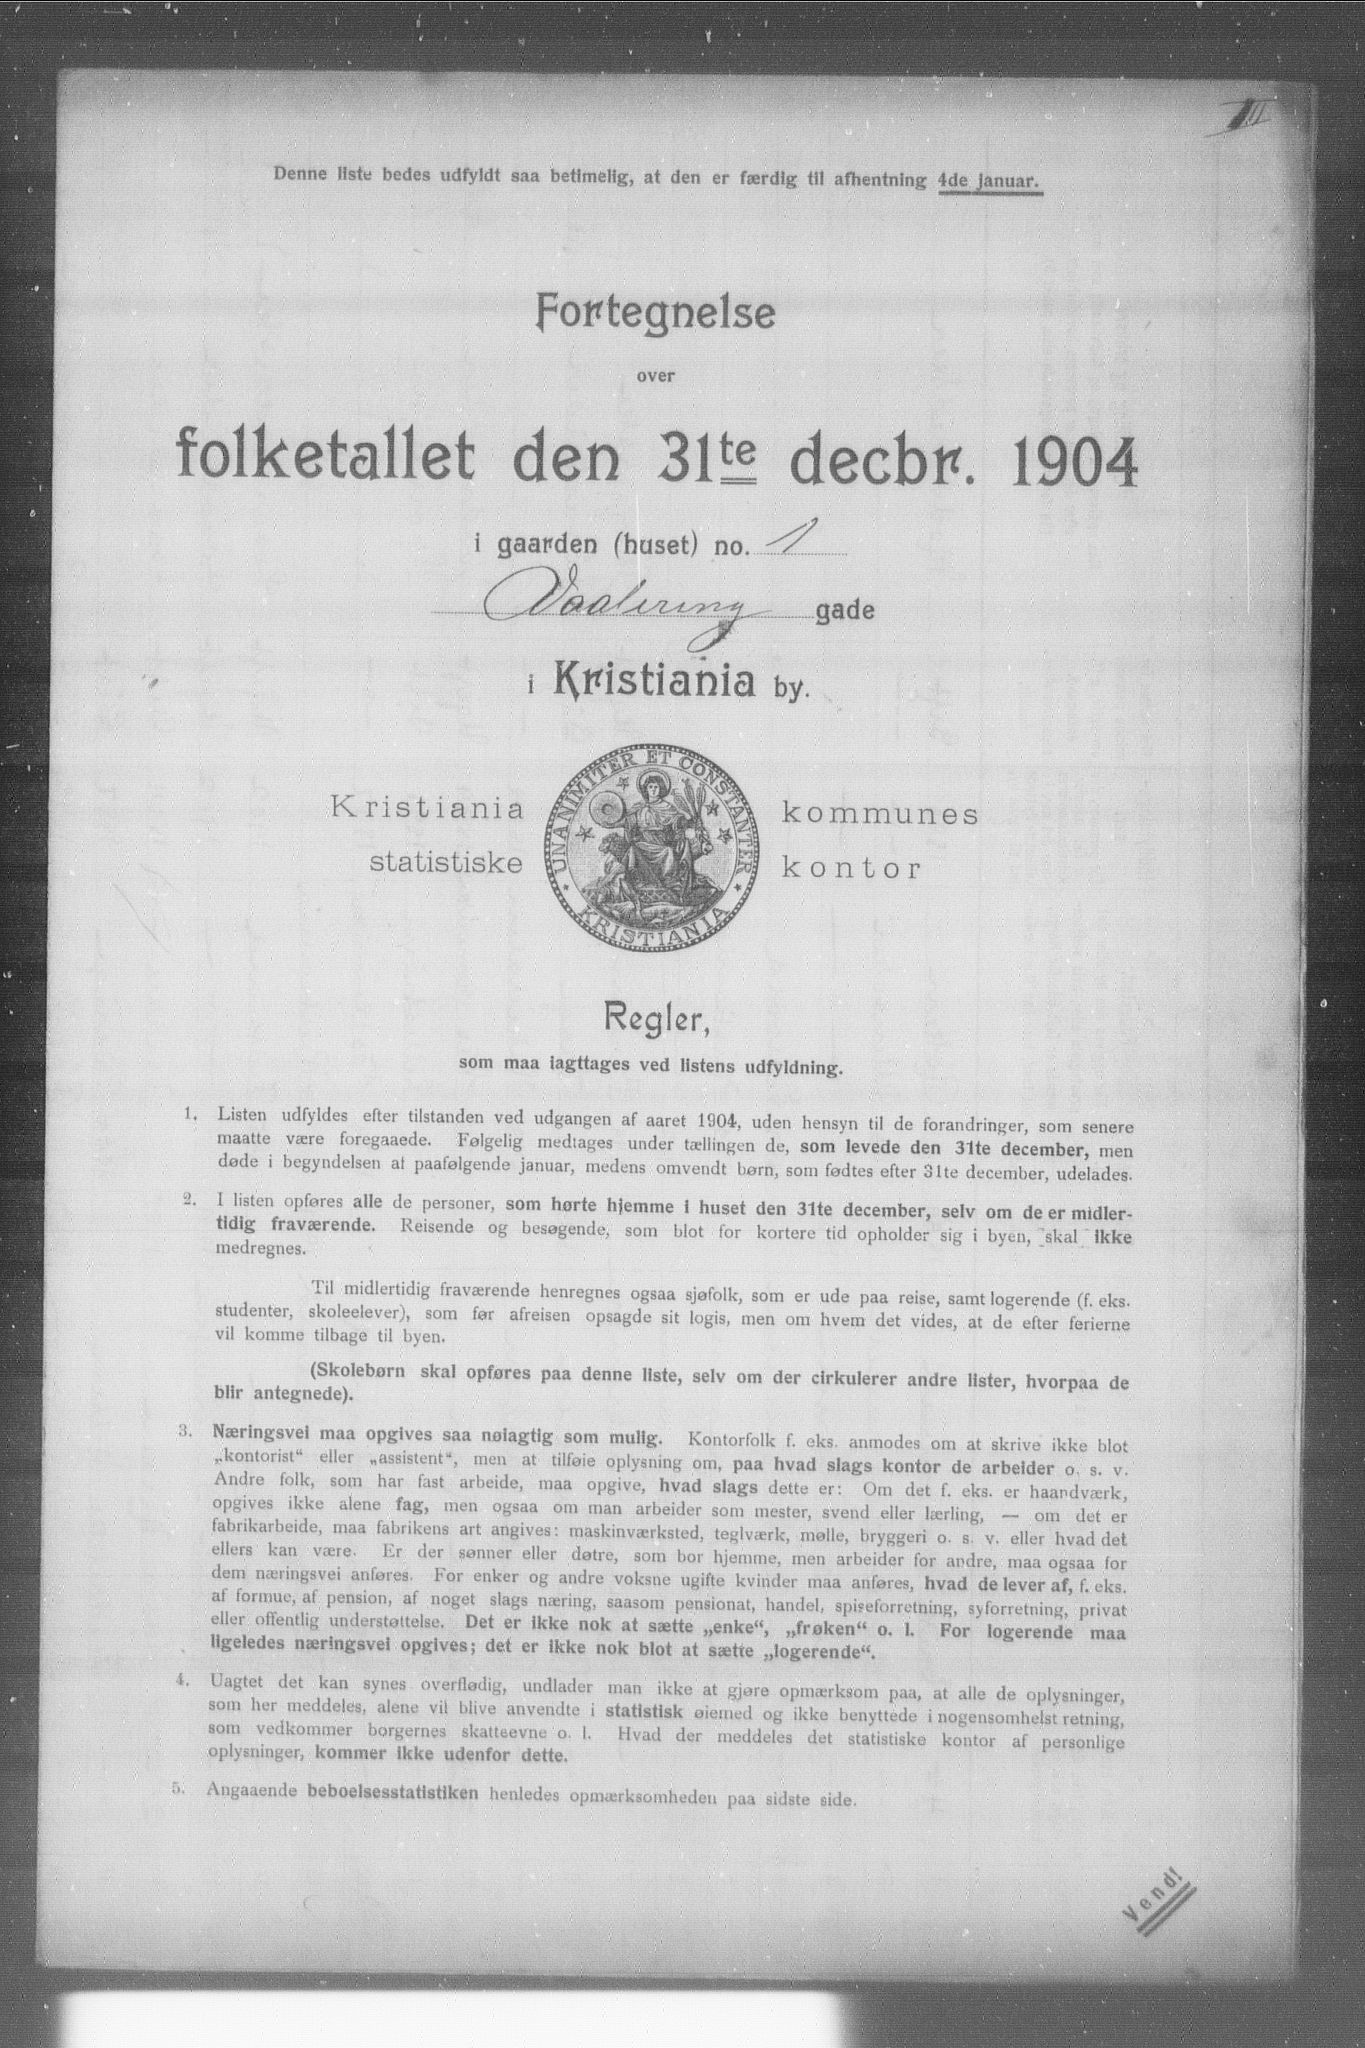 Denne liste bedes udfyldt saa betimelig, at den er færdig til afhentning 4de januar.
Fortegnelse
over
folketallet den 31te decbr. 1904
i gaarden (huset) no. 1
Vaalering gade
i Kristiania by.
Kristiania kommunes
statistiske kontor
UNANIMITER ET CONSTANTER
KRISTIANIA
Regler,
som maa iagttages ved listens udfyldning.
1. Listen udfyldes efter tilstanden ved udgangen af aaret 1904, uden hensyn til de forandringer, som senere
maatte være foregaaede. Følgelig medtages under tællingen de, som levede den 31te december, men
døde i begyndelsen af paafølgende januar, medens omvendt børn, som fødtes efter 31te december, udelades.
2. I listen opføres alle de personer, som hørte hjemme i huset den 31te december, selv om de er midler-
tidig fraværende. Reisende og besøgende, som blot for kortere tid opholder sig i byen, skal ikke
medregnes.
Til midlertidig fraværende henregnes ogsaa sjøfolk, som er ude paa reise, samt logerende (f. eks.
studenter, skoleelever), som før afreisen opsagde sit logis, men om hvem det vides, at de efter ferierne
vil komme tilbage til byen.
(Skolebørn skal opføres paa denne liste, selv om der cirkulerer andre lister, hvorpaa de
blir antegnede).
3. Næringsvei maa opgives saa nøiagtig som mulig. Kontorfolk f. eks. anmodes om at skrive ikke blot
„kontorist“ eller „assistent“, men at tilføie oplysning om, paa hvad slags kontor de arbeider o. s. v.
Andre folk, som har fast arbeide, maa opgive, hvad slags dette er: Om det f. eks. er haandværk,
opgives ikke alene fag, men ogsaa om man arbeider som mester, svend eller lærling, — om det er
fabrikarbeide, maa fabrikens art angives: maskinværksted, teglværk, mølle, bryggeri o. s. v. eller hvad det
ellers kan være. Er der sønner eller døtre, som bor hjemme, men arbeider for andre, maa ogsaa for
dem næringsvei anføres. For enker og andre voksne ugifte kvinder maa anføres, hvad de lever af, f. eks.
af formue, af pension, af noget slags næring, saasom pensionat, handel, spiseforretning, syforretning, privat
eller offentlig understøttelse. Det er ikke nok at sætte „enke“, „frøken“ o. l. For logerende maa
ligeledes næringsvei opgives; det er ikke nok blot at sætte „logerende“.
4. Uagtet det kan synes overflødig, undlader man ikke at gjøre opmærksom paa, at alle de oplysninger,
som her meddeles, alene vil blive anvendte i statistisk øiemed og ikke benyttede i nogensomhelst retning,
som vedkommer borgernes skatteevne o. l. Hvad der meddeles det statistiske kontor af personlige
oplysninger, kommer ikke udenfor dette.
5. Angaaende beboelsesstatistiken henledes opmærksomheden paa sidste side.
Vend!